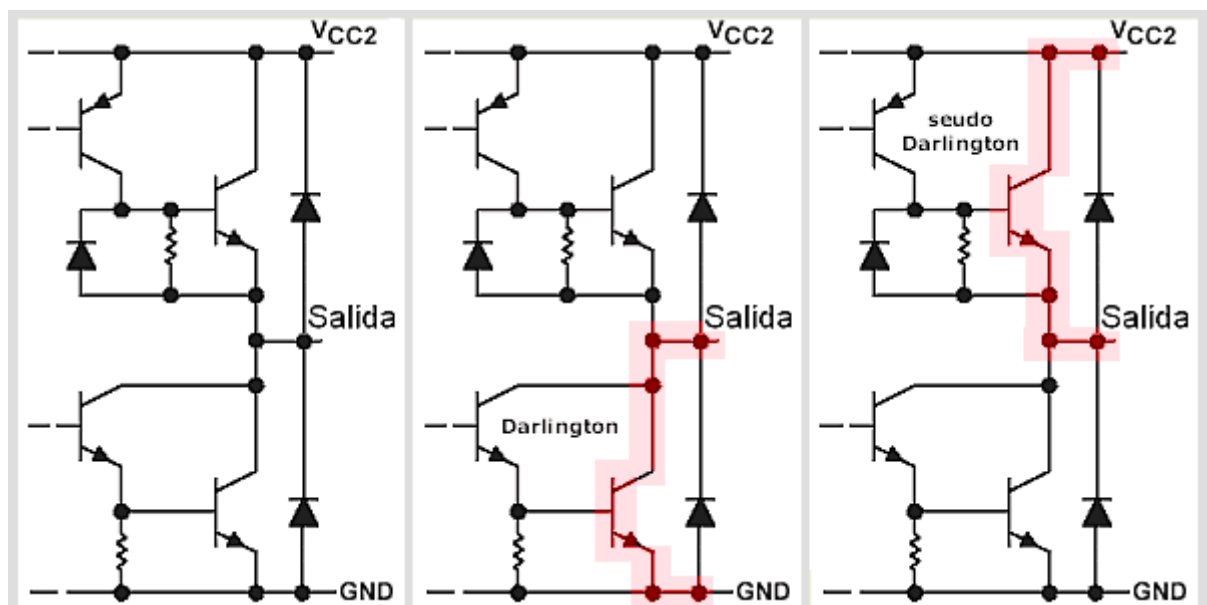 VCC2
Salida
GND
VCC2
Salida
Darlington
GND
VCC2
seudo
Darlington
Salida
GND